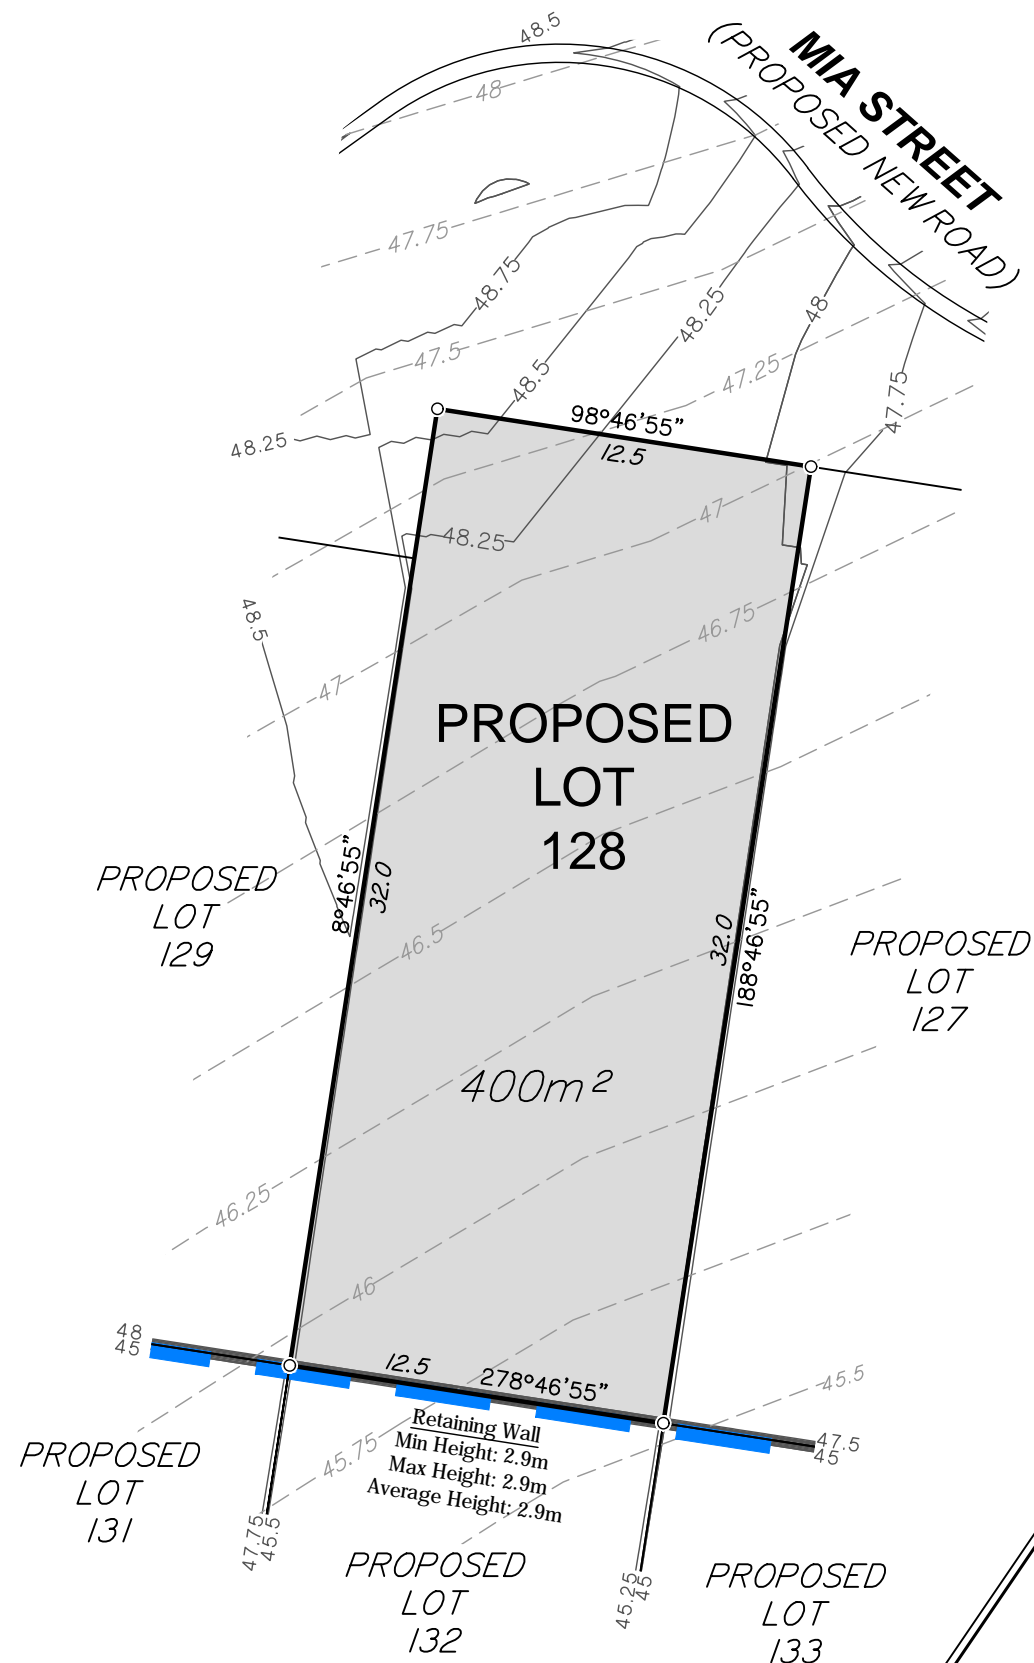 48.5
MIA STREET
(PROPOSED NEW ROAD)
48
47.75
48.75
48.25
48
47.5
48.5
47.25
47.75
48.25
98°46'55"
12.5
47
48.25
46.75
48.5
47
PROPOSED
LOT
128
8°46'55"
32.0
PROPOSED
LOT
129
46.5
32.0
188°46'55"
PROPOSED
LOT
127
400m²
46.25
46
48
45
12.5
278°46'55"
45.5
Retaining Wall
Min Height: 2.9m
Max Height: 2.9m
Average Height: 2.9m
47.5
45
45.75
PROPOSED
LOT
131
47.75
45.5
PROPOSED
LOT
132
45.25
45
PROPOSED
LOT
133